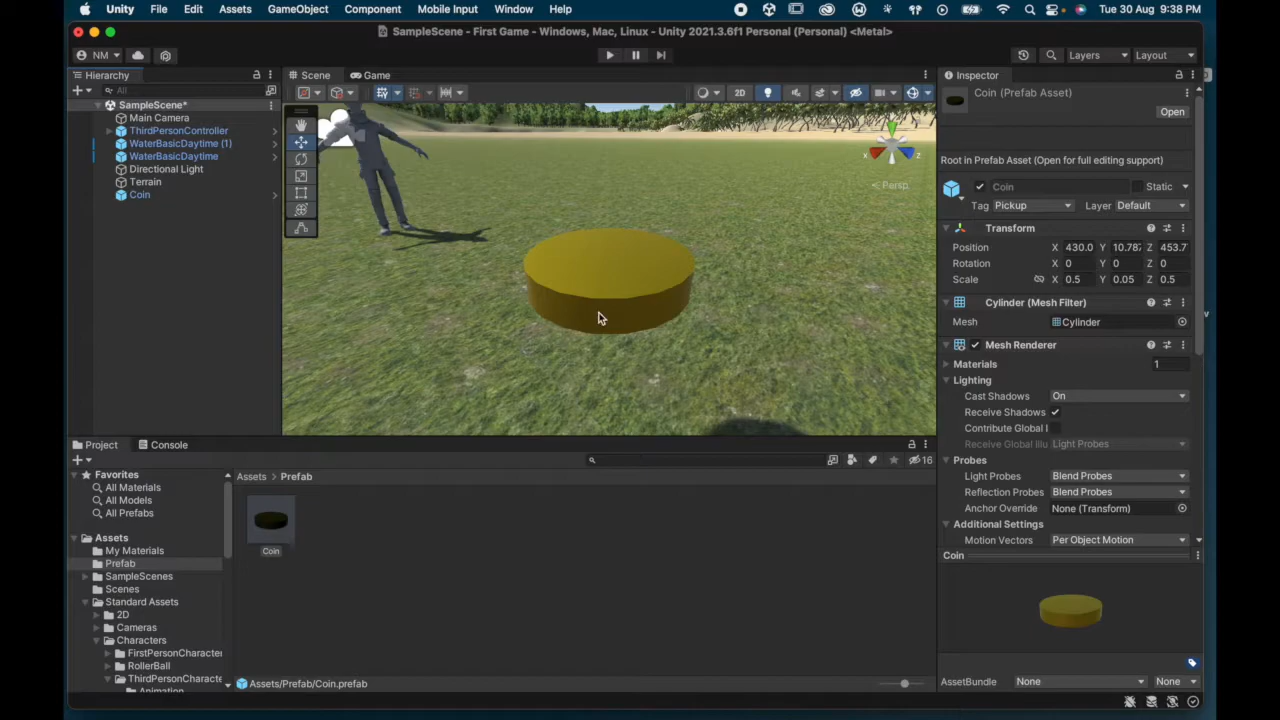 Unity File Edit Assets GameObject Component Mobile Input Window Help Tue 30 Aug 9:38 PM
SampleScene - First Game - Windows, Mac, Linux - Unity 2021.3.6f1 Personal (Personal) <Metal>
NM Layers Layout
Hierarchy
All
SampleScene*
Main Camera
ThirdPersonController
WaterBasicDaytime (1)
WaterBasicDaytime
Directional Light
Terrain
Coin
Scene Game
2D
x z
Persp
Inspector
Coin (Prefab Asset)
Open
Root in Prefab Asset (Open for full editing support)
Coin Static
Tag Pickup Layer Default
Transform
Position X 430.0 Y 10.787 Z 453.7
Rotation X 0 Y 0 Z 0
Scale X 0.5 Y 0.05 Z 0.5
Cylinder (Mesh Filter)
Mesh Cylinder
Mesh Renderer
Materials 1
Lighting
Cast Shadows On
Receive Shadows
Contribute Global I
Receive Global Illu Light Probes
Probes
Light Probes Blend Probes
Reflection Probes Blend Probes
Anchor Override None (Transform)
Additional Settings
Motion Vectors Per Object Motion
Coin
AssetBundle None None
Project Console
16
Favorites
All Materials
All Models
All Prefabs
Assets
My Materials
Prefab
SampleScenes
Scenes
Standard Assets
2D
Cameras
Characters
FirstPersonCharacter
RollerBall
ThirdPersonCharacte
Animation
Assets > Prefab
Coin
Assets/Prefab/Coin.prefab